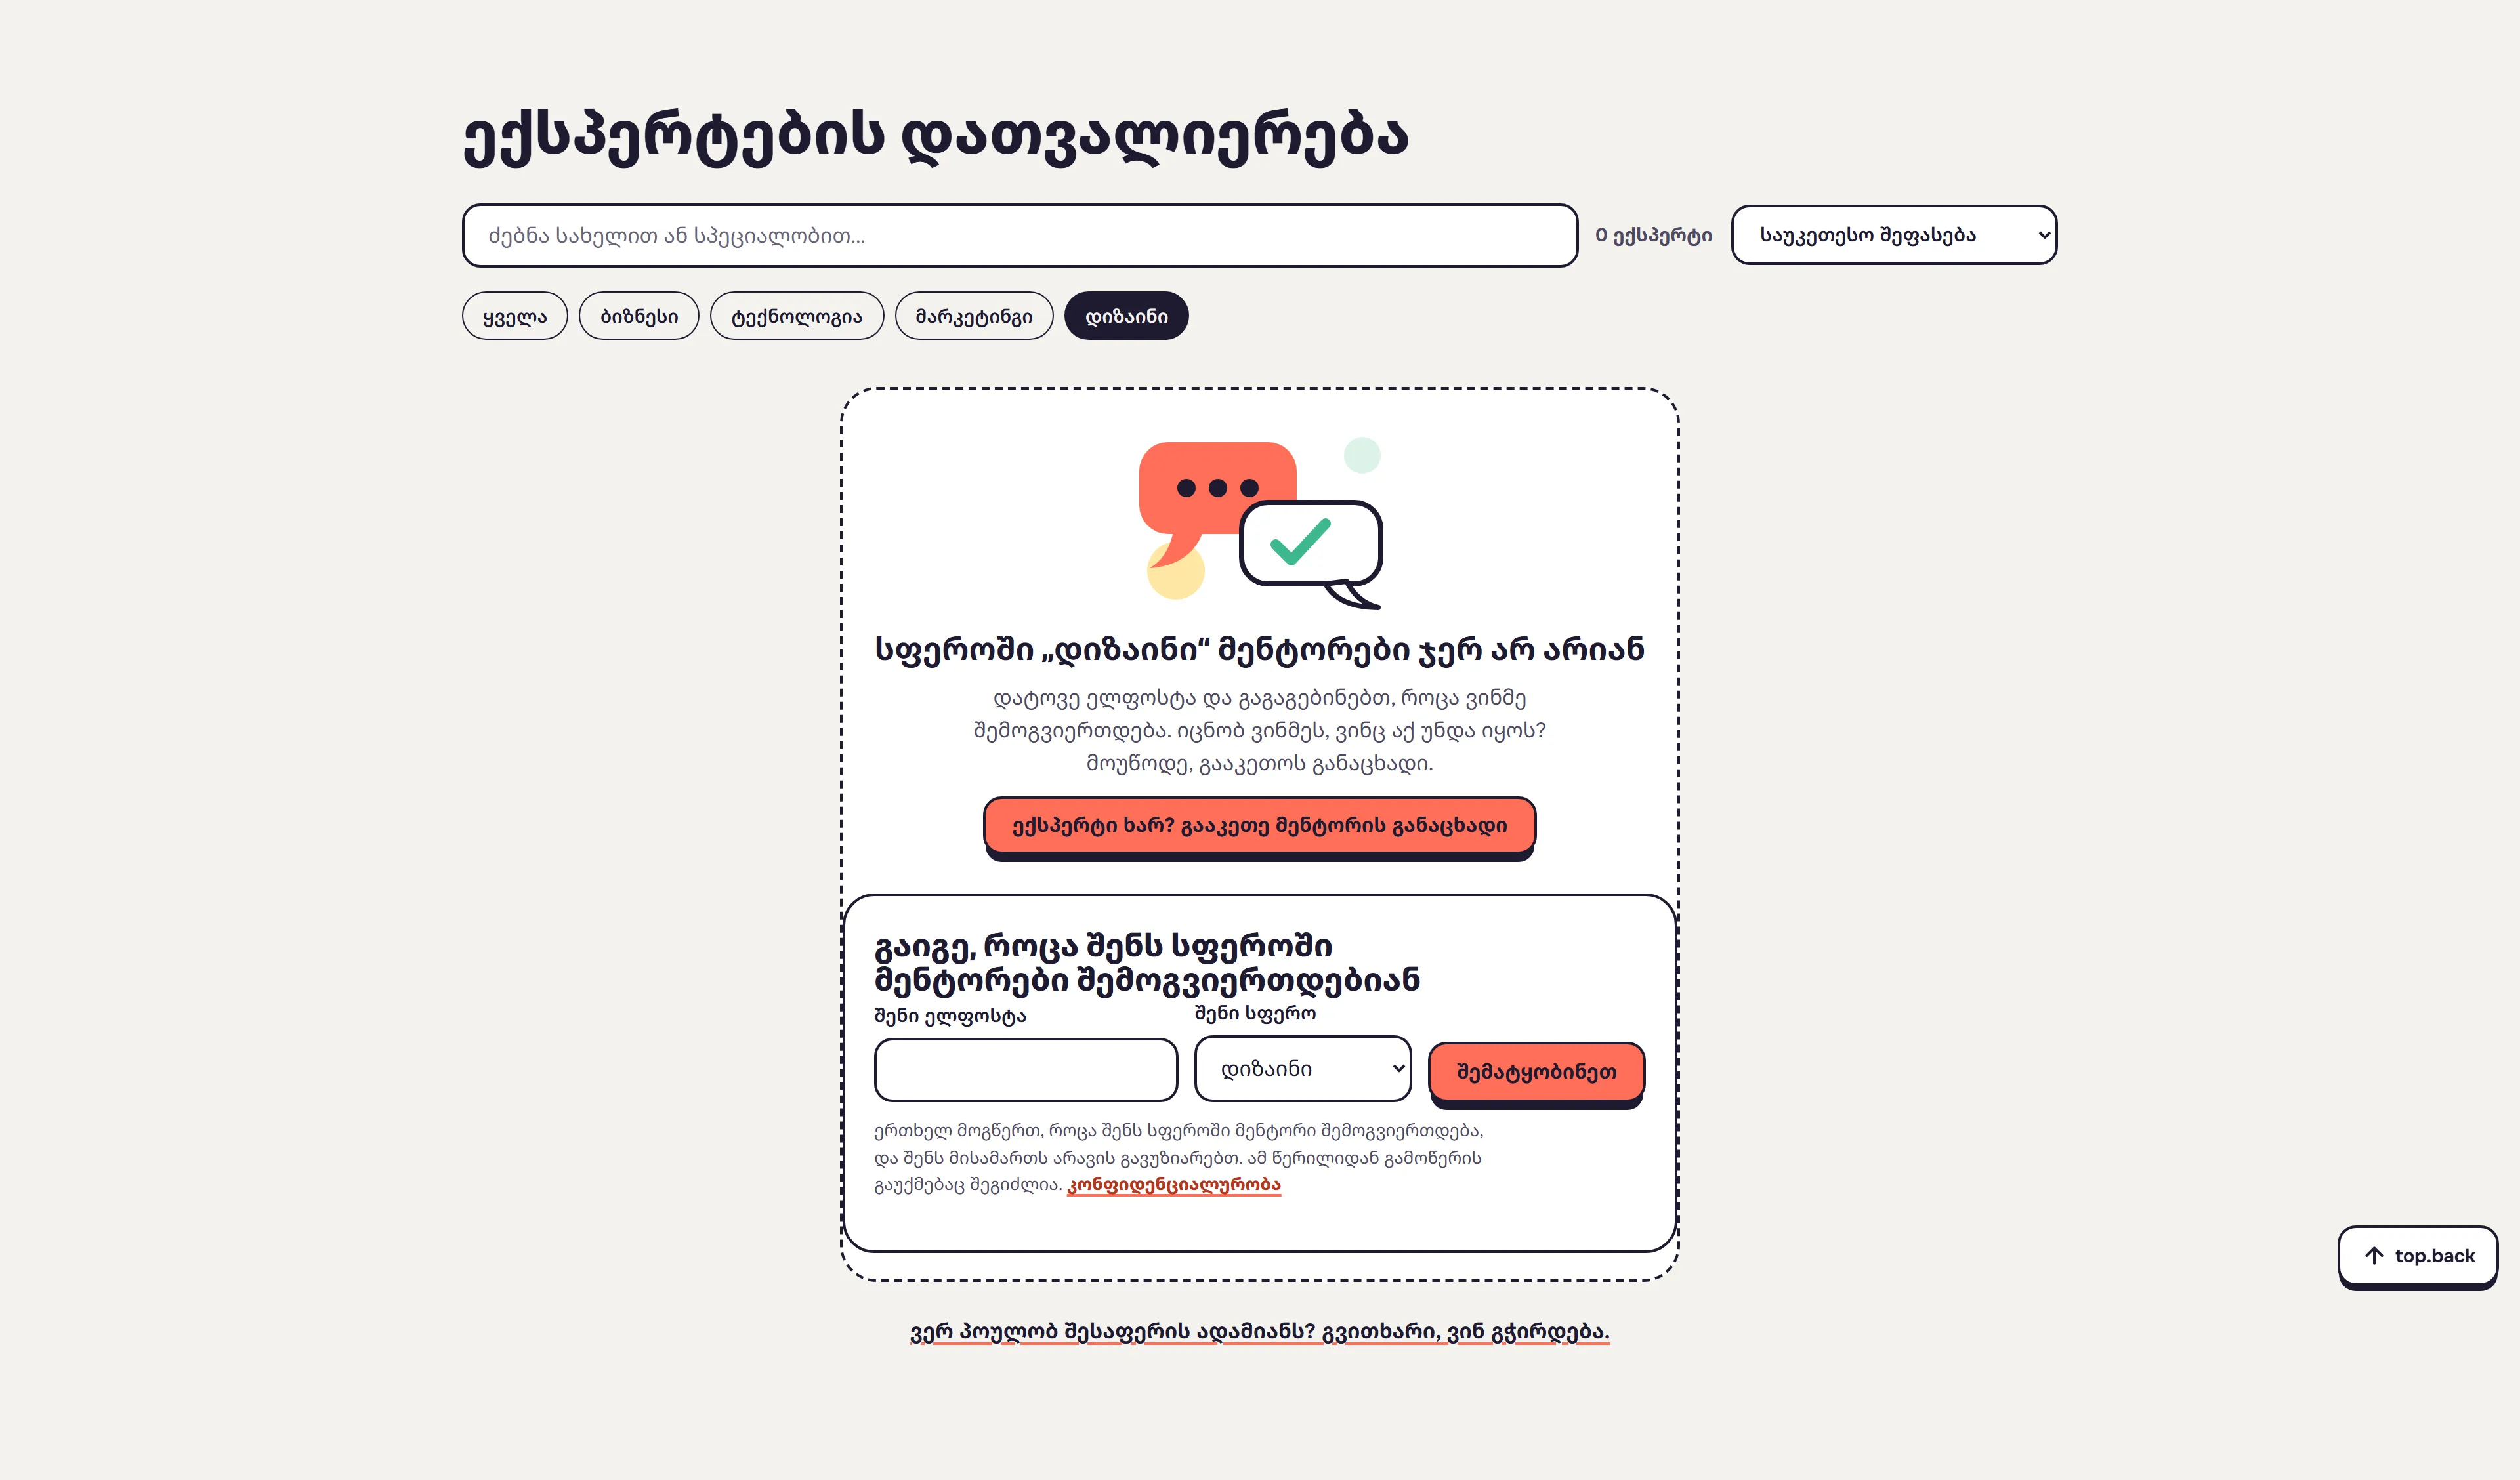 ექსპერტების დათვალიერება
ძებნა სახელით ან სპეციალობით...
0 ექსპერტი
საუკეთესო შეფასება
ყველა
ბიზნესი
ტექნოლოგია
მარკეტინგი
დიზაინი
სფეროში „დიზაინი“ მენტორები ჯერ არ არიან
დატოვე ელფოსტა და გაგაგებინებთ, როცა ვინმე
შემოგვიერთდება. იცნობ ვინმეს, ვინც აქ უნდა იყოს?
მოუწოდე, გააკეთოს განაცხადი.
ექსპერტი ხარ? გააკეთე მენტორის განაცხადი
გაიგე, როცა შენს სფეროში
მენტორები შემოგვიერთდებიან
შენი ელფოსტა
შენი სფერო
დიზაინი
შემატყობინეთ
ერთხელ მოგწერთ, როცა შენს სფეროში მენტორი შემოგვიერთდება,
და შენს მისამართს არავის გავუზიარებთ. ამ წერილიდან გამოწერის
გაუქმებაც შეგიძლია. კონფიდენციალურობა
top.back
ვერ პოულობ შესაფერის ადამიანს? გვითხარი, ვინ გჭირდება.